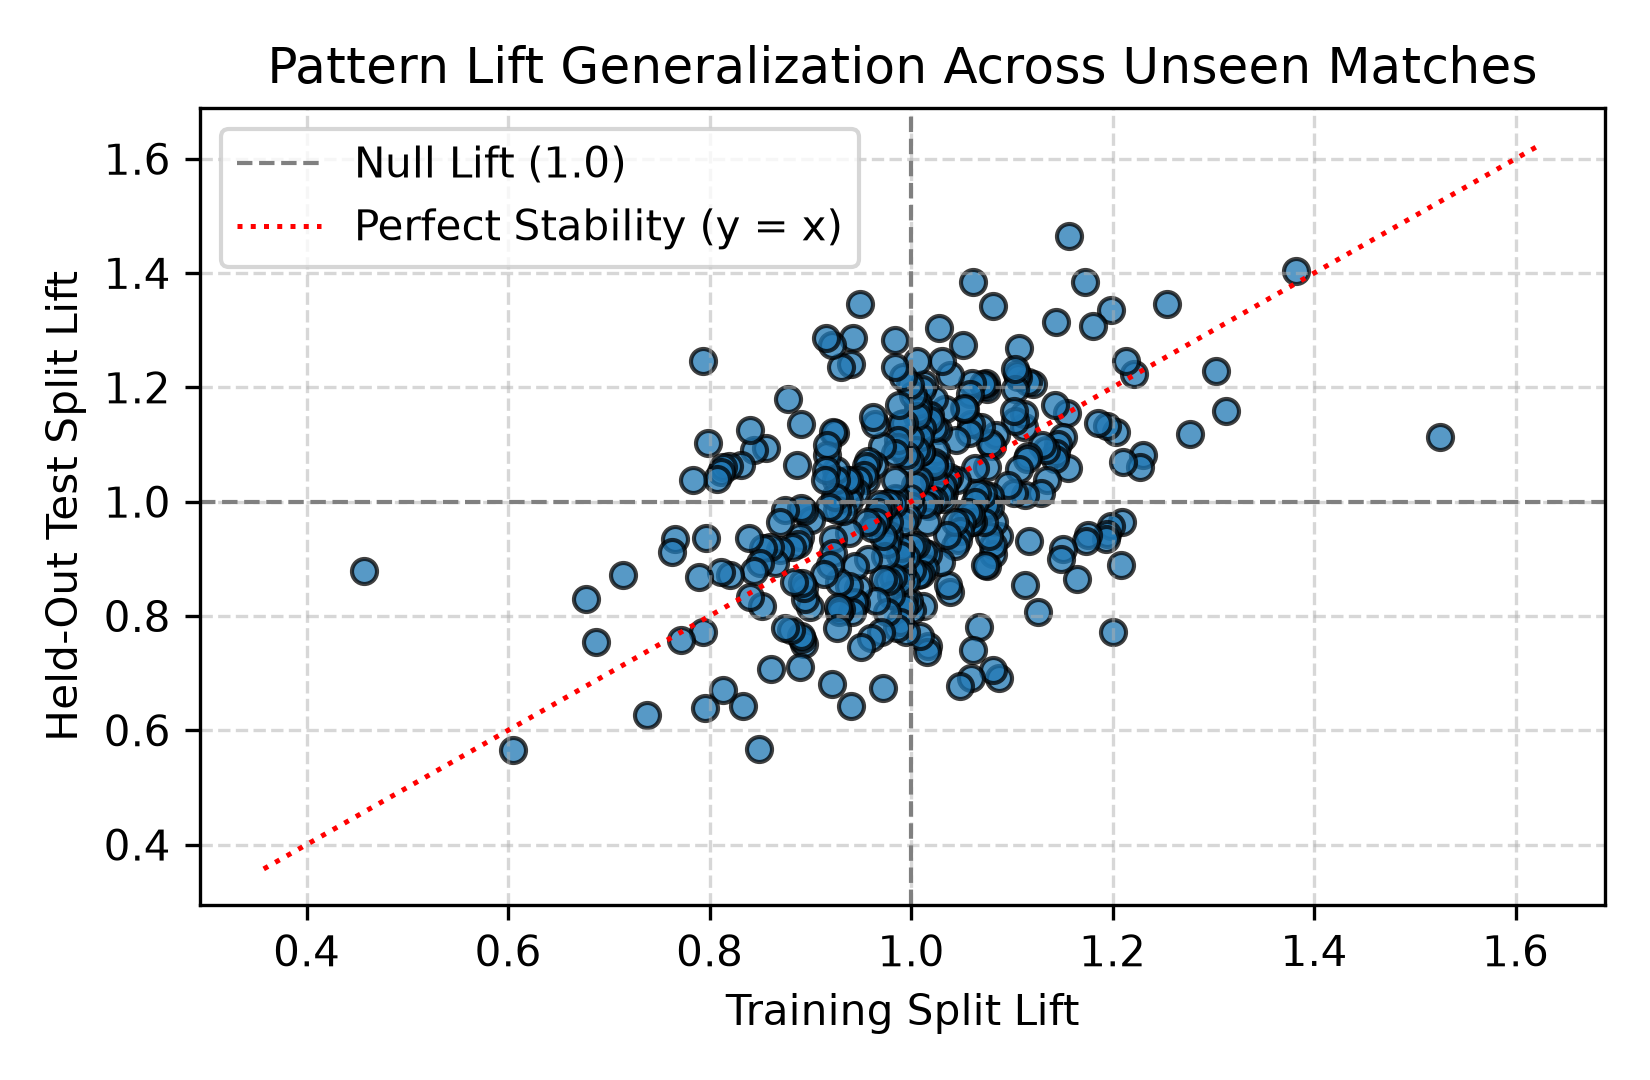 Pattern Lift Generalization Across Unseen Matches
Null Lift (1.0)
Perfect Stability (y = x)
Held-Out Test Split Lift
1.6
1.4
1.2
1.0
0.8
0.6
0.4
0.4 0.6 0.8 1.0 1.2 1.4 1.6
Training Split Lift